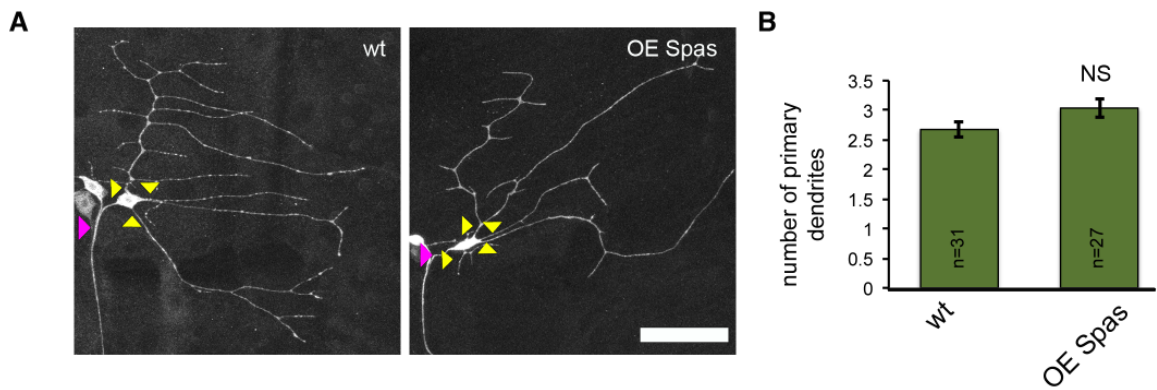 A
wt
OE Spas
B
NS
number of primary
dendrites
3.5
3
2.5
2
1.5
1
0.5
0
n=31
n=27
wt
OE Spas